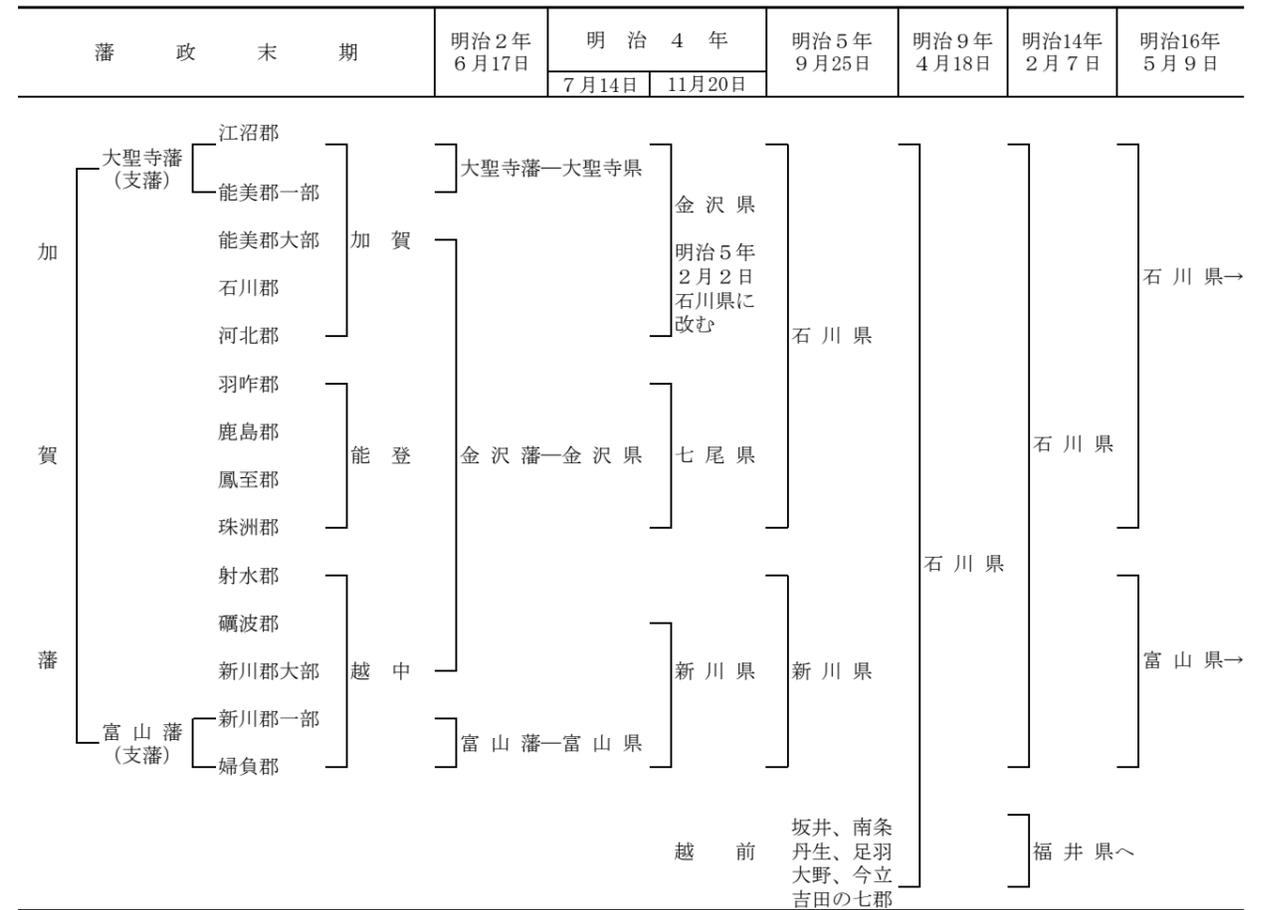 藩政末期
明治２年
６月17日
明治４年
７月14日
11月20日
明治５年
９月25日
明治９年
４月18日
明治14年
２月７日
明治16年
５月９日
加賀藩
大聖寺藩
（支藩）
富山藩
（支藩）
江沼郡
能美郡一部
能美郡大部
石川郡
河北郡
羽咋郡
鹿島郡
鳳至郡
珠洲郡
射水郡
礪波郡
新川郡大部
新川郡一部
婦負郡
加賀
能登
越中
大聖寺藩―大聖寺県
金沢藩―金沢県
富山藩―富山県
金沢県
明治５年
２月２日
石川県に
改む
七尾県
新川県
越前
石川県
新川県
坂井、南条
丹生、足羽
大野、今立
吉田の七郡
石川県
石川県
福井県へ
石川県→
富山県→